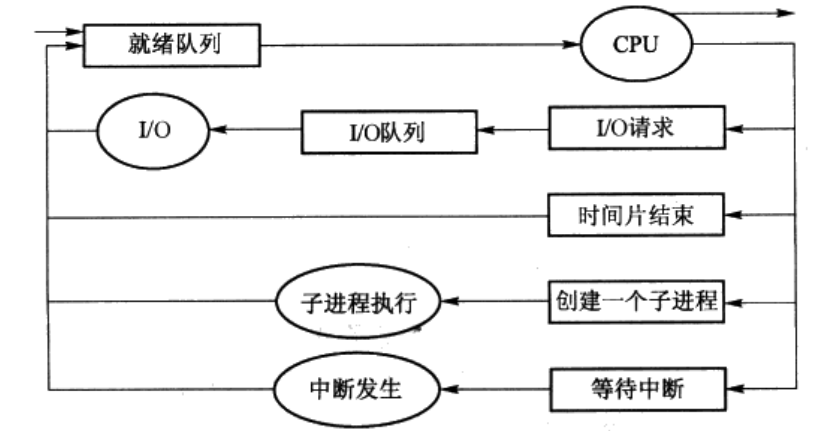 就绪队列
CPU
I/O
I/O队列
I/O请求
时间片结束
子进程执行
创建一个子进程
中断发生
等待中断